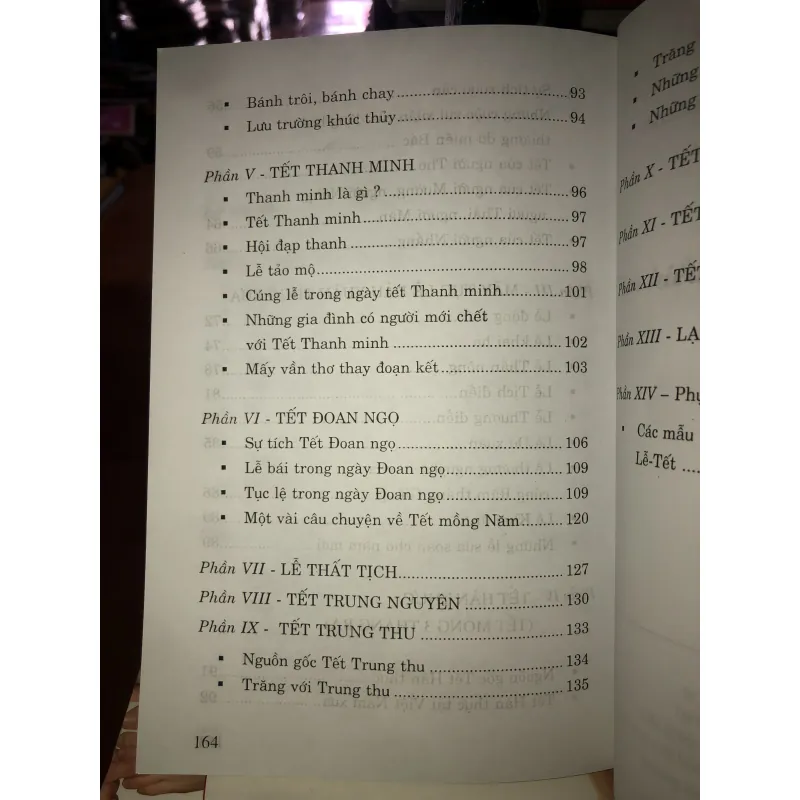 ▪ Bánh trôi, bánh chay ........ 93
▪ Lưu trường khúc thủy ........ 94
Phần V - TẾT THANH MINH
▪ Thanh minh là gì ? ........ 96
▪ Tết Thanh minh ........ 97
▪ Hội đạp thanh ........ 97
▪ Lễ tảo mộ ........ 98
▪ Cúng lễ trong ngày tết Thanh minh ........ 101
▪ Những gia đình có người mới chết
với Tết Thanh minh ........ 102
▪ Mấy vần thơ thay đoạn kết ........ 103
Phần VI - TẾT ĐOAN NGỌ
▪ Sự tích Tết Đoan ngọ ........ 106
▪ Lễ bái trong ngày Đoan ngọ ........ 109
▪ Tục lệ trong ngày Đoan ngọ ........ 109
▪ Một vài câu chuyện về Tết mồng Năm ........ 120
Phần VII - LỄ THẤT TỊCH ........ 127
Phần VIII - TẾT TRUNG NGUYÊN ........ 130
Phần IX - TẾT TRUNG THU ........ 133
▪ Nguồn gốc Tết Trung thu ........ 134
▪ Trăng với Trung thu ........ 135
164
▪ Trăng
▪ Những
▪ Những
Phần X - TẾT
Phần XI - TẾT
Phần XII - TẾT
Phần XIII - LẠ
Phần XIV – Phụ
▪ Các mẫu
Lễ-Tết ....